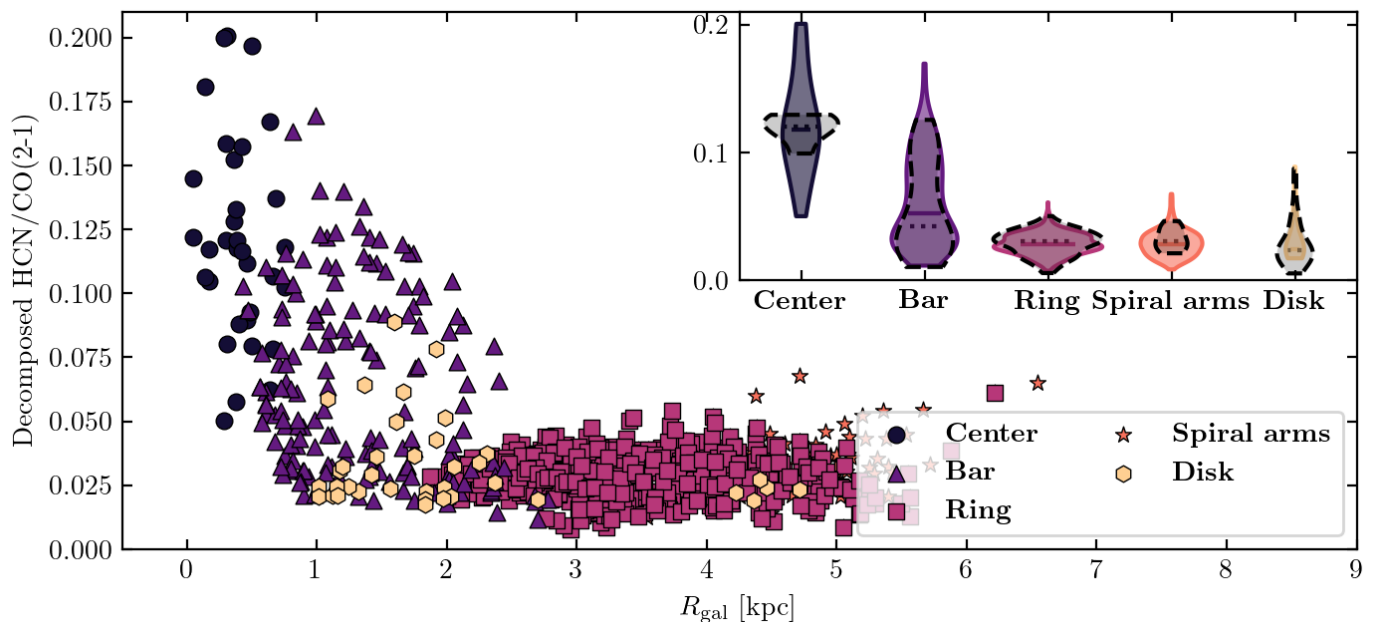 Decomposed HCN/CO(2-1)
0.200
0.175
0.150
0.125
0.100
0.075
0.050
0.025
0.000
0.2
0.1
0.0
Center Bar Ring Spiral arms Disk
Center
Bar
Ring
Spiral arms
Disk
0 1 2 3 4 5 6 7 8 9
R_gal [kpc]